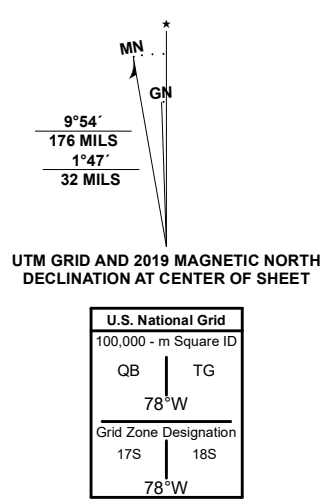 ★
MN
GN
9°54´
176 MILS
1°47´
32 MILS
UTM GRID AND 2019 MAGNETIC NORTH
DECLINATION AT CENTER OF SHEET
U.S. National Grid
100,000 - m Square ID
QB TG
78°W
Grid Zone Designation
17S 18S
78°W